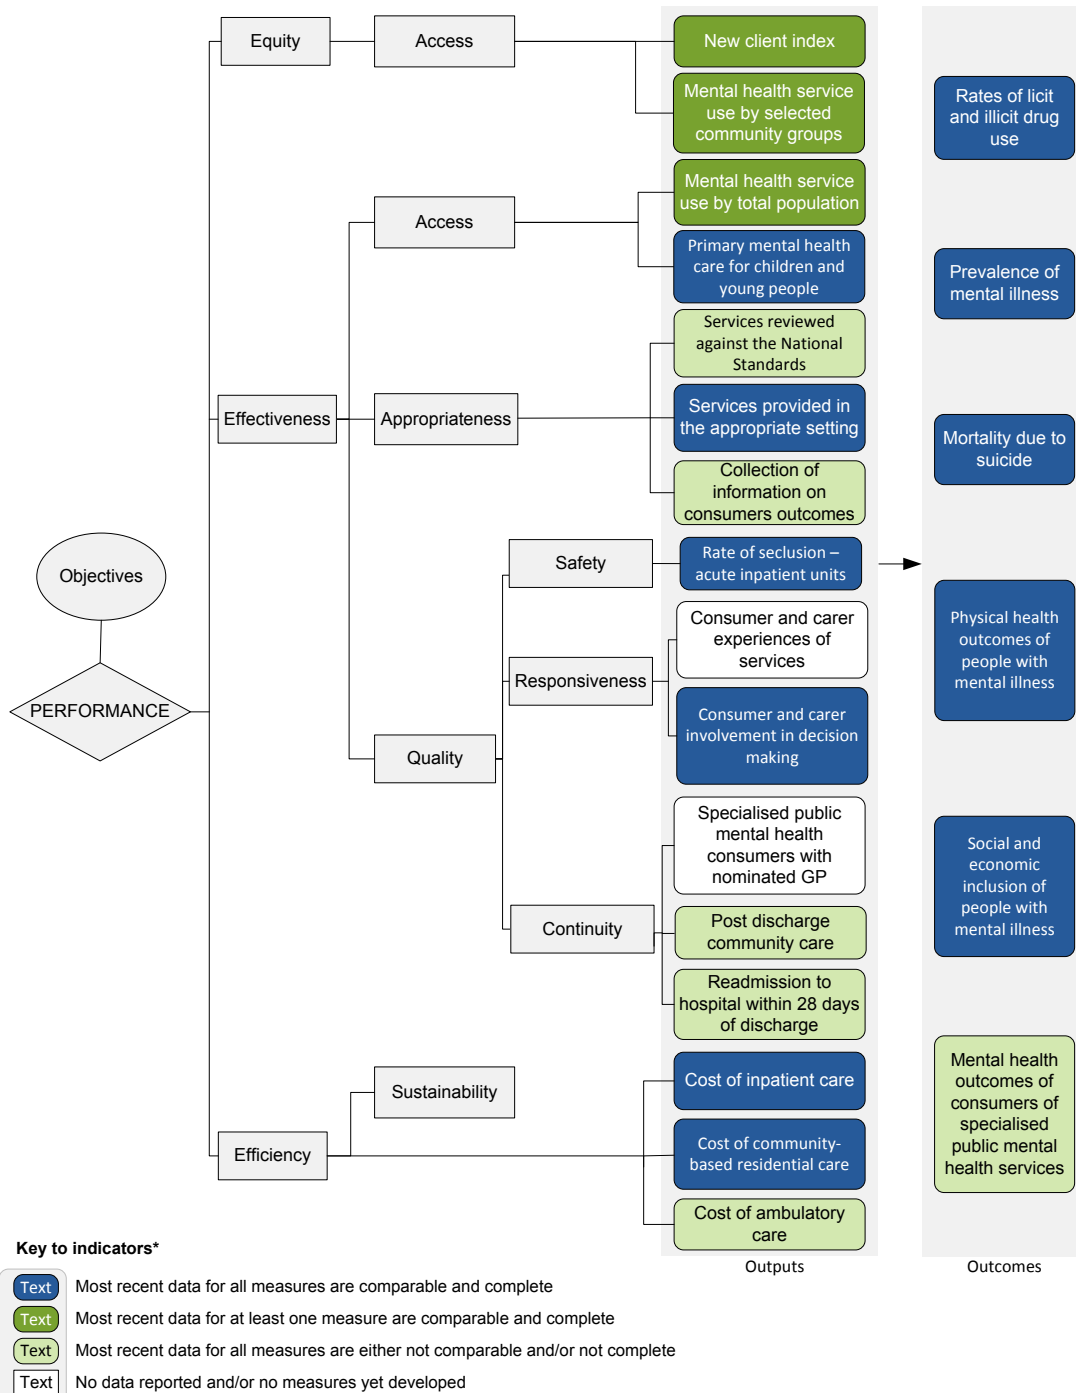 Equity
Access
New client index
Mental health service
use by selected
community groups
Rates of licit
and illicit drug
use
Access
Mental health service
use by total population
Primary mental health
care for children and
young people
Prevalence of
mental illness
Effectiveness
Appropriateness
Services reviewed
against the National
Standards
Services provided in
the appropriate setting
Collection of
information on
consumers outcomes
Mortality due to
suicide
Objectives
PERFORMANCE
Quality
Safety
Rate of seclusion –
acute inpatient units
Responsiveness
Consumer and carer
experiences of
services
Consumer and carer
involvement in decision
making
Physical health
outcomes of
people with
mental illness
Continuity
Specialised public
mental health
consumers with
nominated GP
Post discharge
community care
Readmission to
hospital within 28 days
of discharge
Social and
economic
inclusion of
people with
mental illness
Efficiency
Sustainability
Cost of inpatient care
Cost of community-
based residential care
Cost of ambulatory
care
Mental health
outcomes of
consumers of
specialised
public mental
health services
Outputs
Outcomes
Key to indicators*
Text Most recent data for all measures are comparable and complete
Text Most recent data for at least one measure are comparable and complete
Text Most recent data for all measures are either not comparable and/or not complete
Text No data reported and/or no measures yet developed